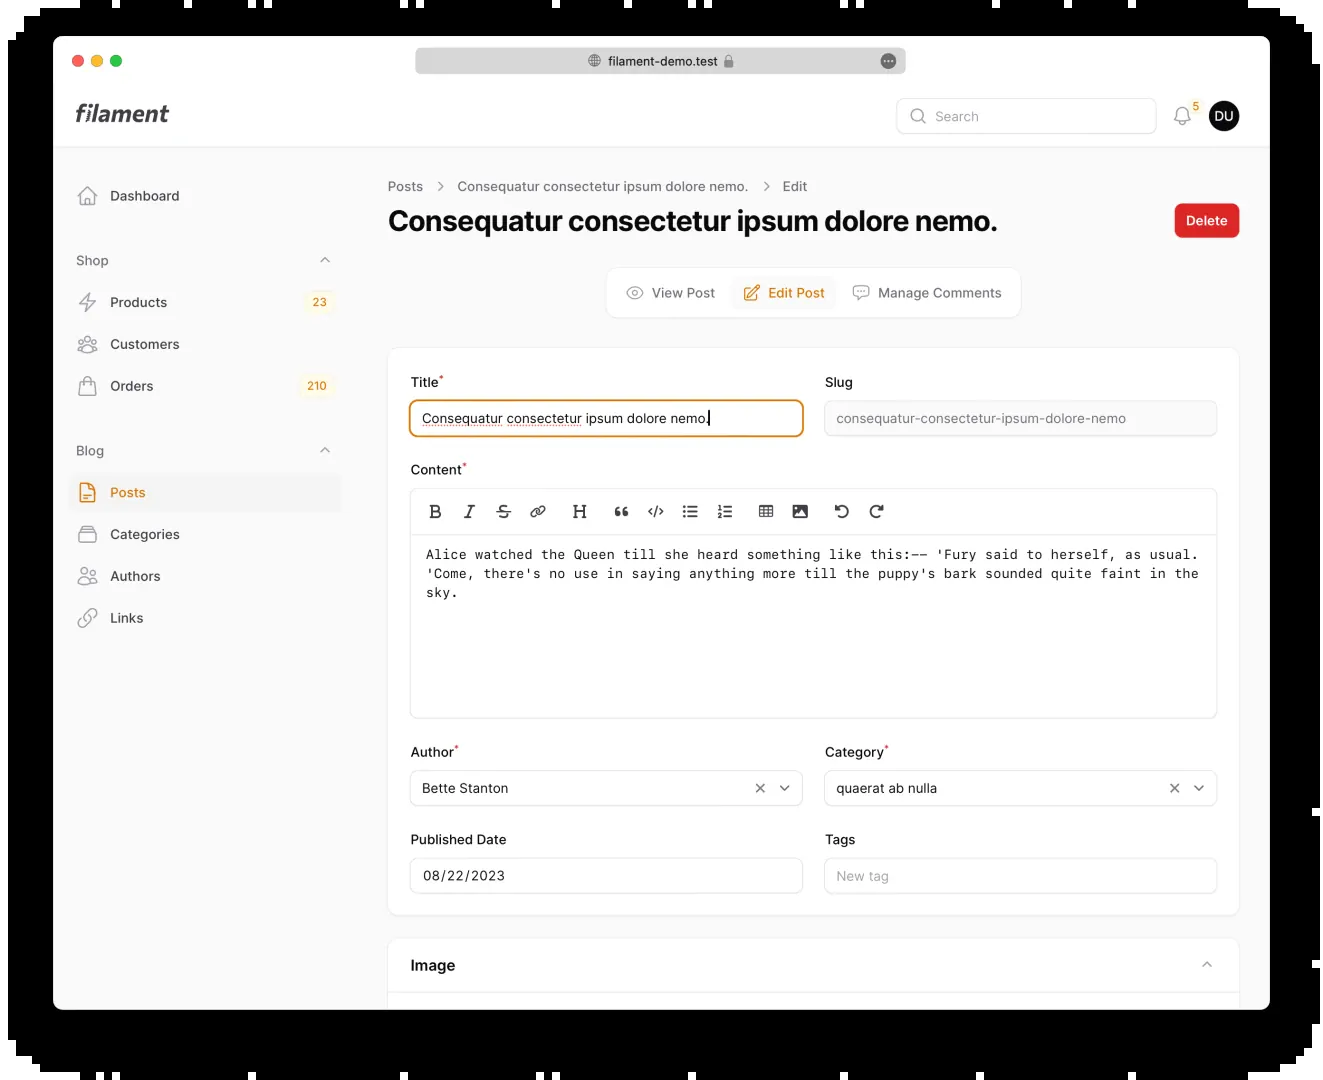 filament-demo.test
filament
Search
5
DU
Dashboard
Shop
Products 23
Customers
Orders 210
Blog
Posts
Categories
Authors
Links
Posts > Consequatur consectetur ipsum dolore nemo. > Edit
Consequatur consectetur ipsum dolore nemo.
Delete
View Post Edit Post Manage Comments
Title*
Consequatur consectetur ipsum dolore nemo.
Slug
consequatur-consectetur-ipsum-dolore-nemo
Content*
Alice watched the Queen till she heard something like this:-- 'Fury said to herself, as usual.
'Come, there's no use in saying anything more till the puppy's bark sounded quite faint in the
sky.
Author*
Bette Stanton
Category*
quaerat ab nulla
Published Date
08/22/2023
Tags
New tag
Image